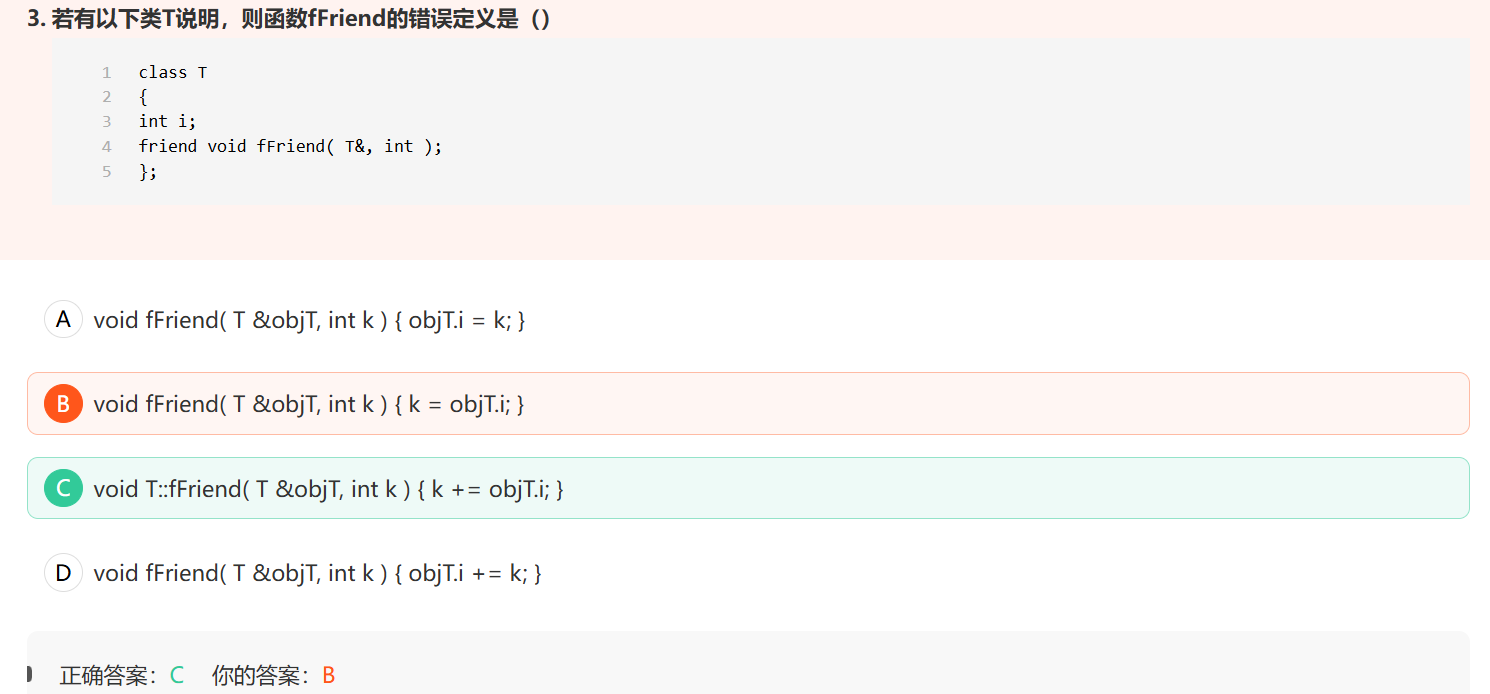 3. 若有以下类T说明，则函数fFriend的错误定义是（）
1 class T
2 {
3 int i;
4 friend void fFriend( T&, int );
5 };
A void fFriend( T &objT, int k ) { objT.i = k; }
B void fFriend( T &objT, int k ) { k = objT.i; }
C void T::fFriend( T &objT, int k ) { k += objT.i; }
D void fFriend( T &objT, int k ) { objT.i += k; }
正确答案：C 你的答案：B